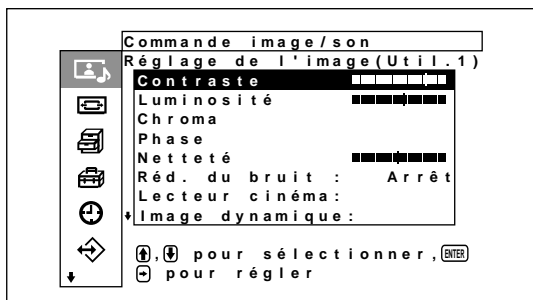 Commande image/son
Réglage de l'image(Util.1)
Contraste
Luminosité
Chroma
Phase
Netteté
Réd. du bruit : Arrêt
Lecteur cinéma:
Image dynamique:
, pour sélectionner, ENTER
pour régler